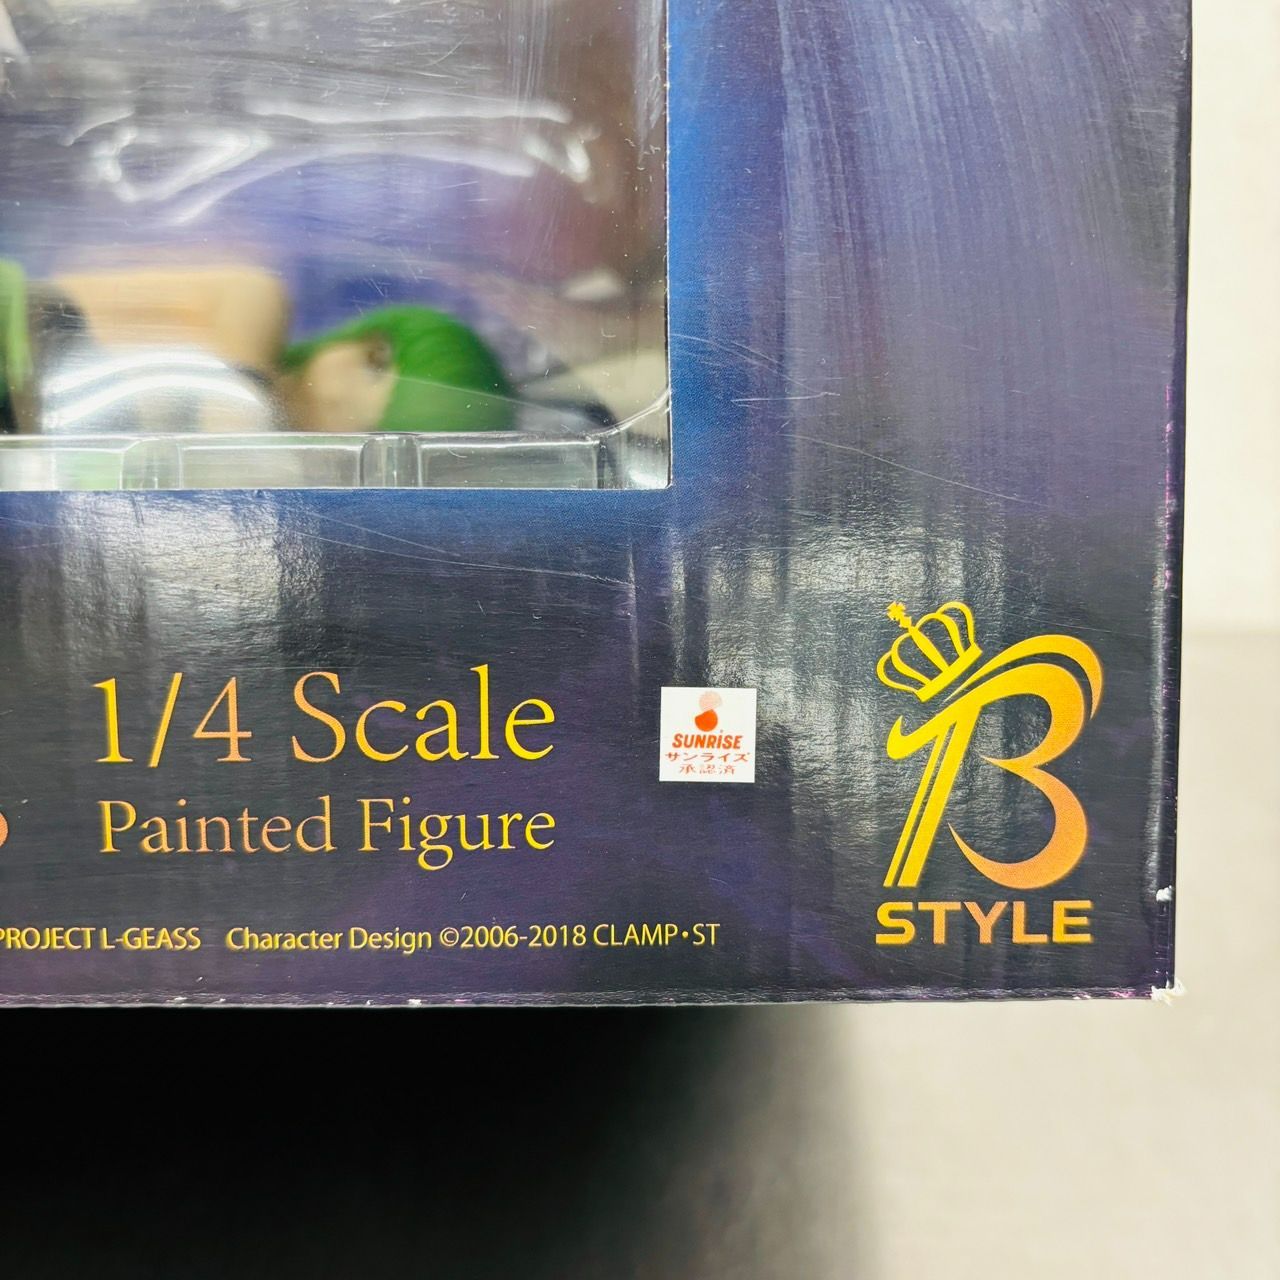 1/4 Scale
Painted Figure
SUNRISE
サンライズ
承認済
B
STYLE
PROJECT L-GEASS Character Design ©2006-2018 CLAMP・ST